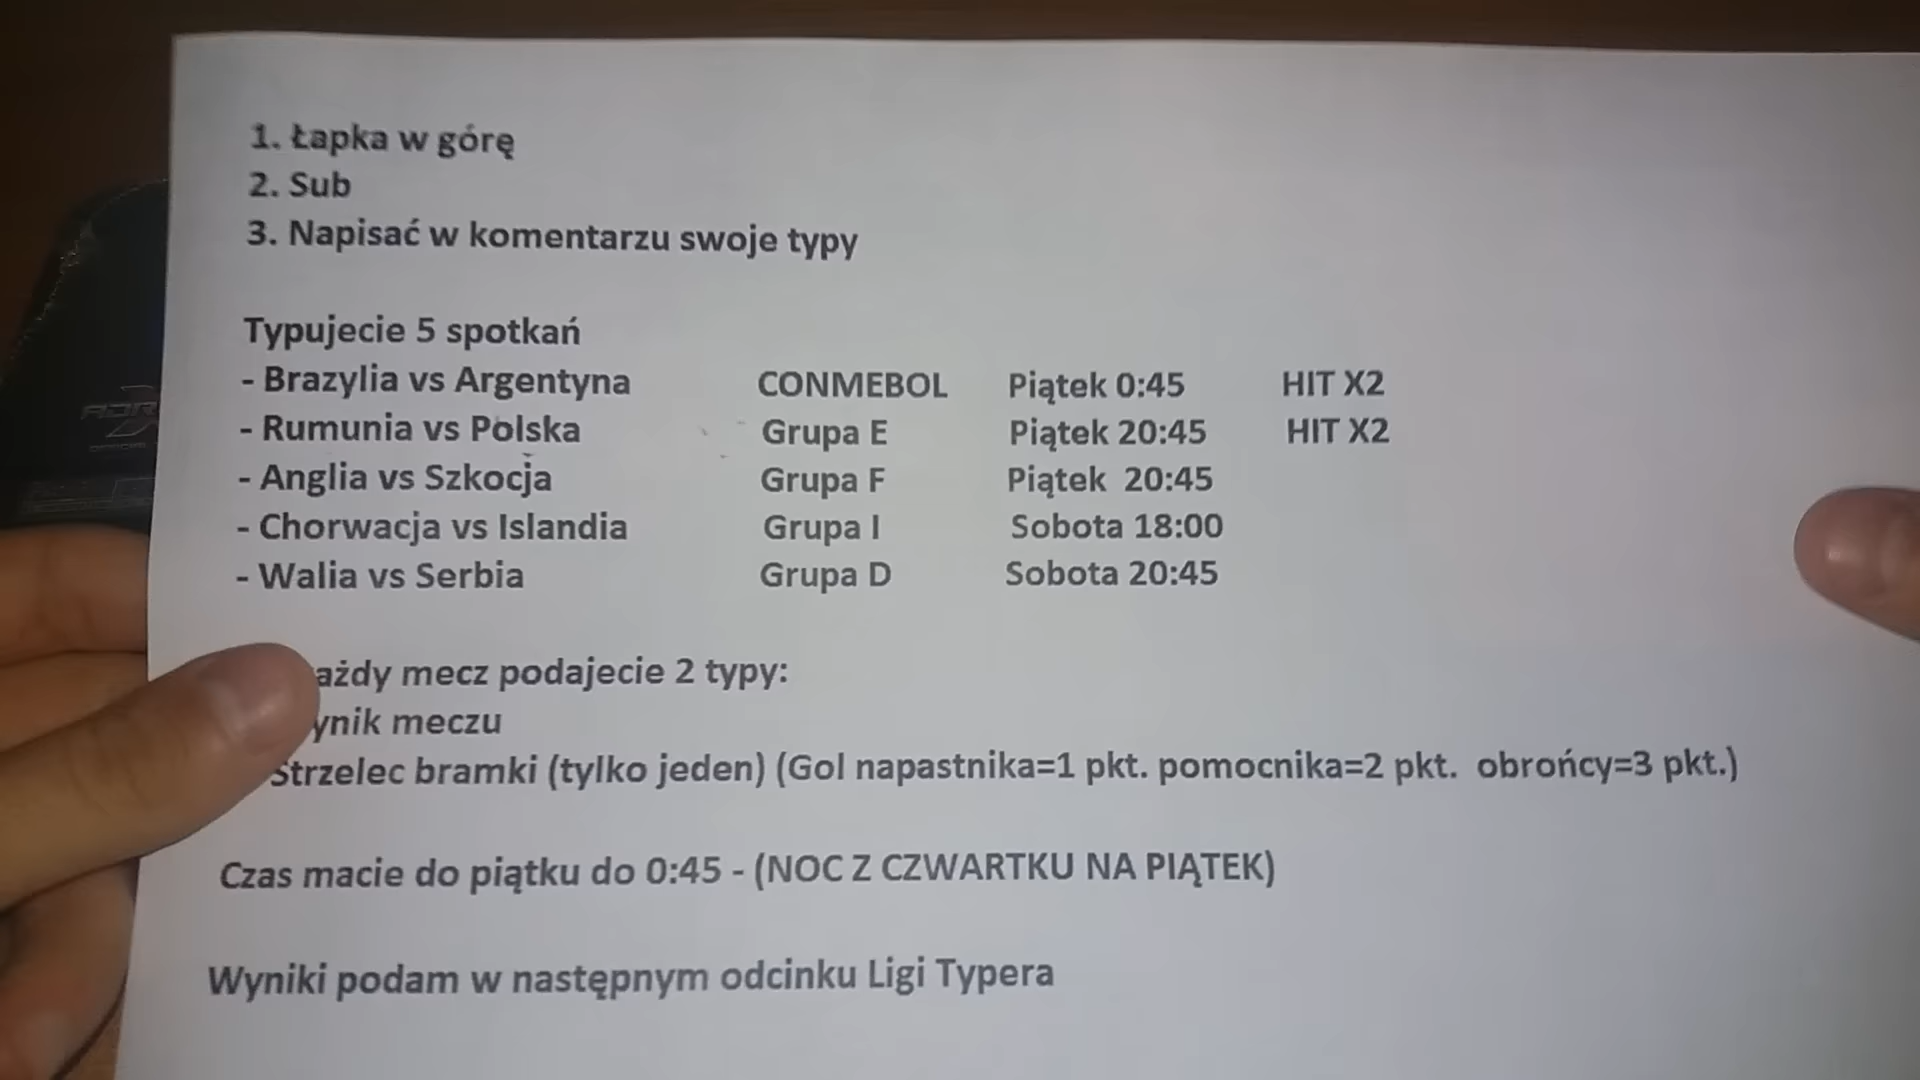 1. Łapka w górę
2. Sub
3. Napisać w komentarzu swoje typy
Typujecie 5 spotkań
- Brazylia vs Argentyna CONMEBOL Piątek 0:45 HIT X2
- Rumunia vs Polska Grupa E Piątek 20:45 HIT X2
- Anglia vs Szkocja Grupa F Piątek 20:45
- Chorwacja vs Islandia Grupa I Sobota 18:00
- Walia vs Serbia Grupa D Sobota 20:45
ażdy mecz podajecie 2 typy:
ynik meczu
Strzelec bramki (tylko jeden) (Gol napastnika=1 pkt. pomocnika=2 pkt. obrońcy=3 pkt.)
Czas macie do piątku do 0:45 - (NOC Z CZWARTKU NA PIĄTEK)
Wyniki podam w następnym odcinku Ligi Typera